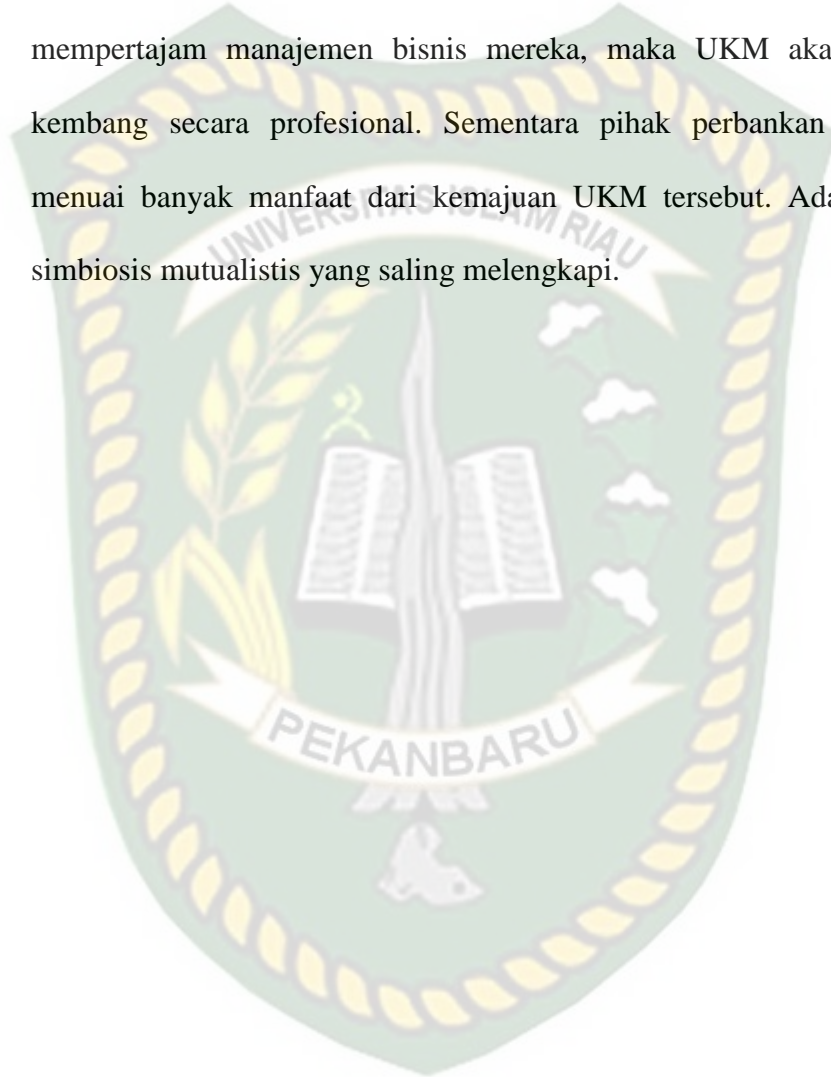 mempertajam manajemen bisnis mereka, maka UKM aka
kembang secara profesional. Sementara pihak perbankan
menuai banyak manfaat dari kemajuan UKM tersebut. Ada
simbiosis mutualistis yang saling melengkapi.
UNIVERSITAS ISLAM RIAU
PEKANBARU